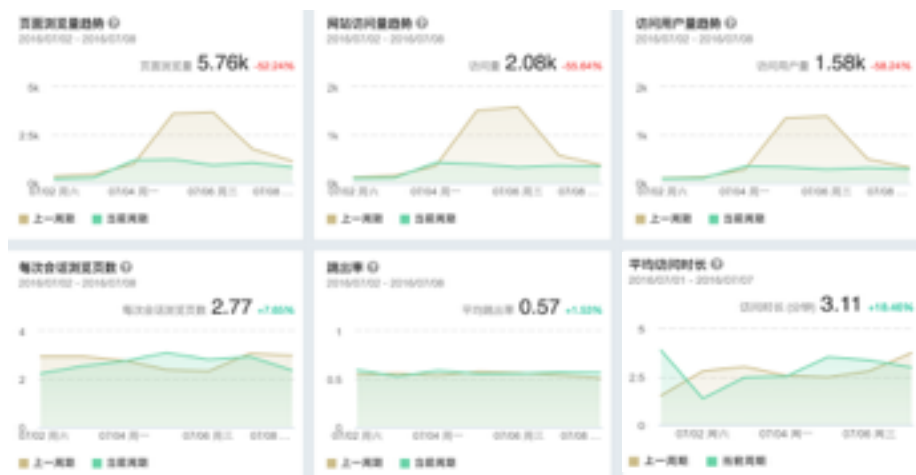 页面浏览量趋势
2016/07/02 - 2016/07/08
页面浏览量 5.76k -52.24%
5k
2.5k
0k
07/02 周六 07/04 周一 07/06 周三 07/08 ...
上一周期 当前周期
网站访问量趋势
2016/07/02 - 2016/07/08
访问量 2.08k -55.64%
2k
1k
0k
07/02 周六 07/04 周一 07/06 周三 07/08 ...
上一周期 当前周期
访问用户量趋势
2016/07/02 - 2016/07/08
访问用户量 1.58k -58.24%
2k
1k
0k
07/02 周六 07/04 周一 07/06 周三 07/08 ...
上一周期 当前周期
每次会话浏览页数
2016/07/02 - 2016/07/08
每次会话浏览页数 2.77 +7.65%
4
2
0
07/02 周六 07/04 周一 07/06 周三 07/08 ...
上一周期 当前周期
跳出率
2016/07/02 - 2016/07/08
平均跳出率 0.57 +1.53%
1
0.5
0
07/02 周六 07/04 周一 07/06 周三 07/08 ...
上一周期 当前周期
平均访问时长
2016/07/01 - 2016/07/07
访问时长 (分钟) 3.11 +18.46%
5
2.5
0
07/02 周六 07/04 周一 07/06 周三
上一周期 当前周期